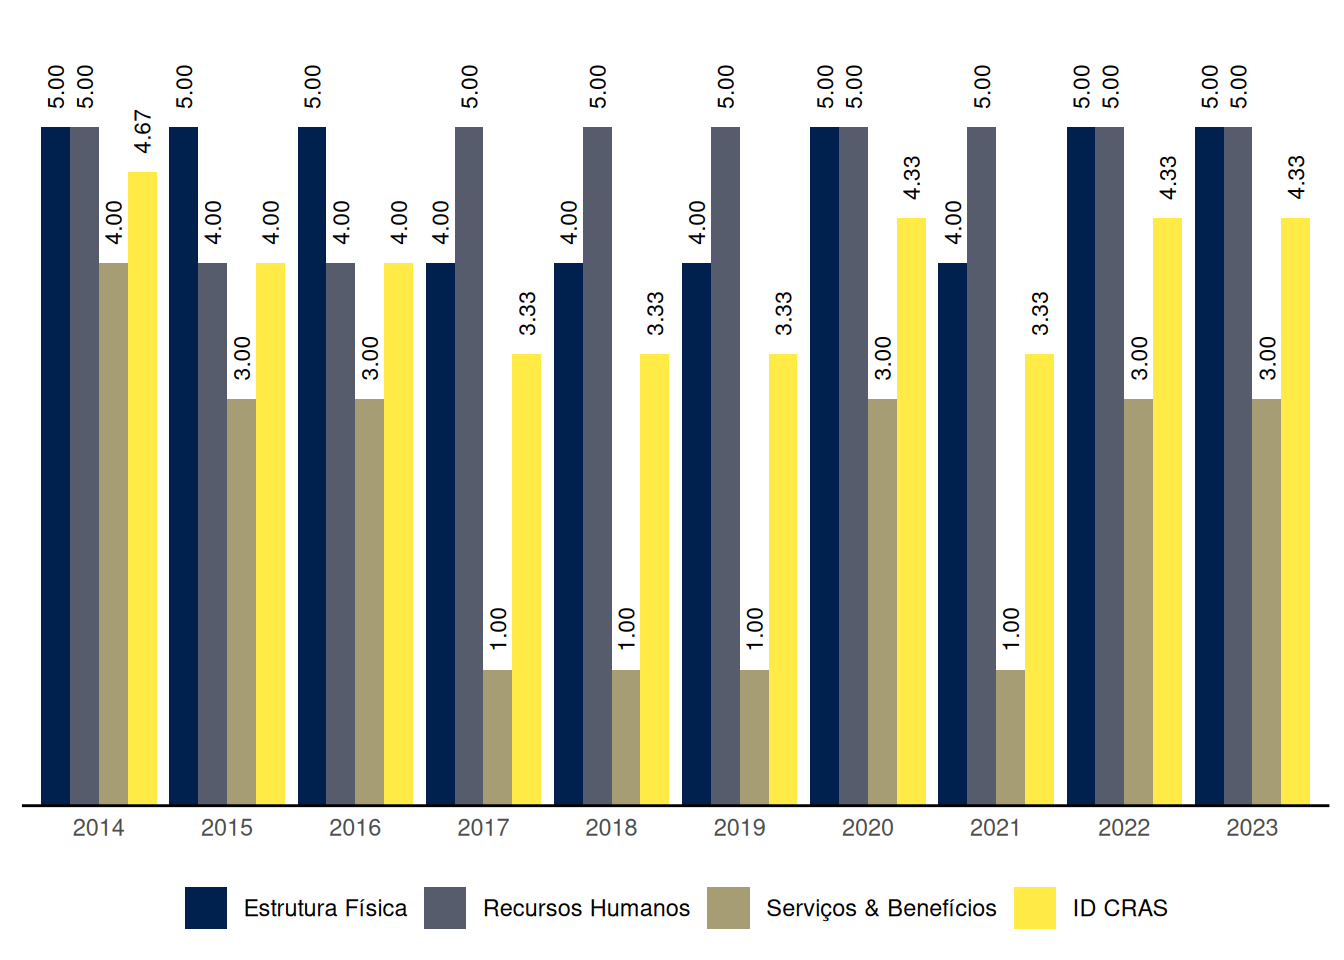 5.00 5.00 4.00 4.67 5.00 4.00 3.00 4.00 5.00 4.00 3.00 4.00 4.00 5.00 1.00 3.33 4.00 5.00 1.00 3.33 4.00 5.00 1.00 3.33 5.00 5.00 3.00 4.33 4.00 5.00 1.00 3.33 5.00 5.00 3.00 4.33 5.00 5.00 3.00 4.33
2014 2015 2016 2017 2018 2019 2020 2021 2022 2023
Estrutura Física Recursos Humanos Serviços & Benefícios ID CRAS